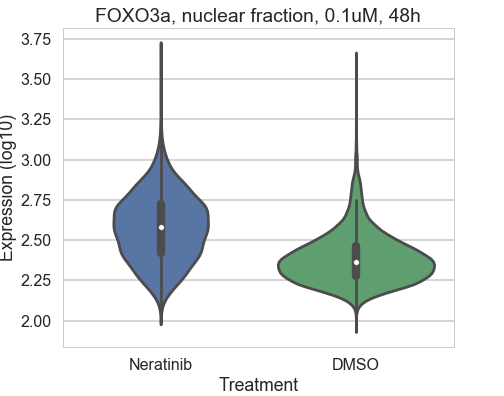 FOXO3a, nuclear fraction, 0.1uM, 48h
3.75
3.50
3.25
3.00
2.75
2.50
2.25
2.00
Expression (log10)
Neratinib DMSO
Treatment